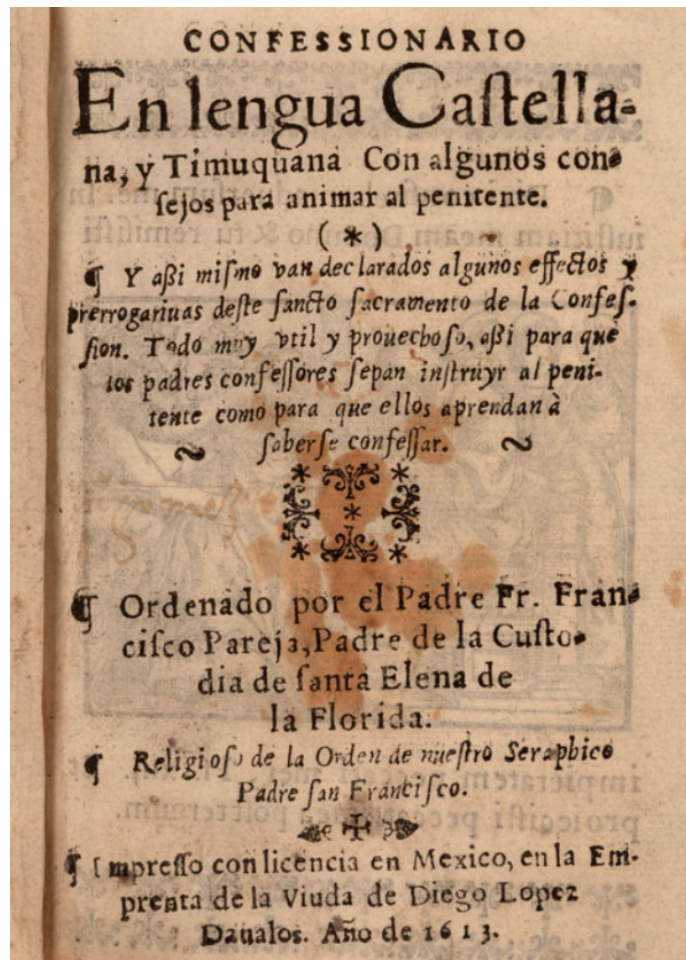 CONFESSIONARIO
En lengua Caſtella-
na, y Timuquana Con algunos con-
ſejos para animar al penitente.
( * )
¶ Y aßi miſmo van declarados algunos effectos y
prerrogariuas deſte ſancto ſacramento de la Confeſ-
ſion. Todo muy vtil y prouechoſo, aßi para que
los padres confeſſores ſepan inſtruyr al peni-
tente como para que ellos aprendan à
ſaberſe confeſſar.
¶ Ordenado por el Padre Fr. Fran-
ciſco Pareja, Padre de la Cuſto-
dia de ſanta Elena de
la Florida.
¶ Religioſo de la Orden de nueſtro Seraphico
Padre ſan Franciſco.
¶ Impreſſo con licencia en Mexico, en la Em-
prenta de la Viuda de Diego Lopez
Daualos. Año de 1613.